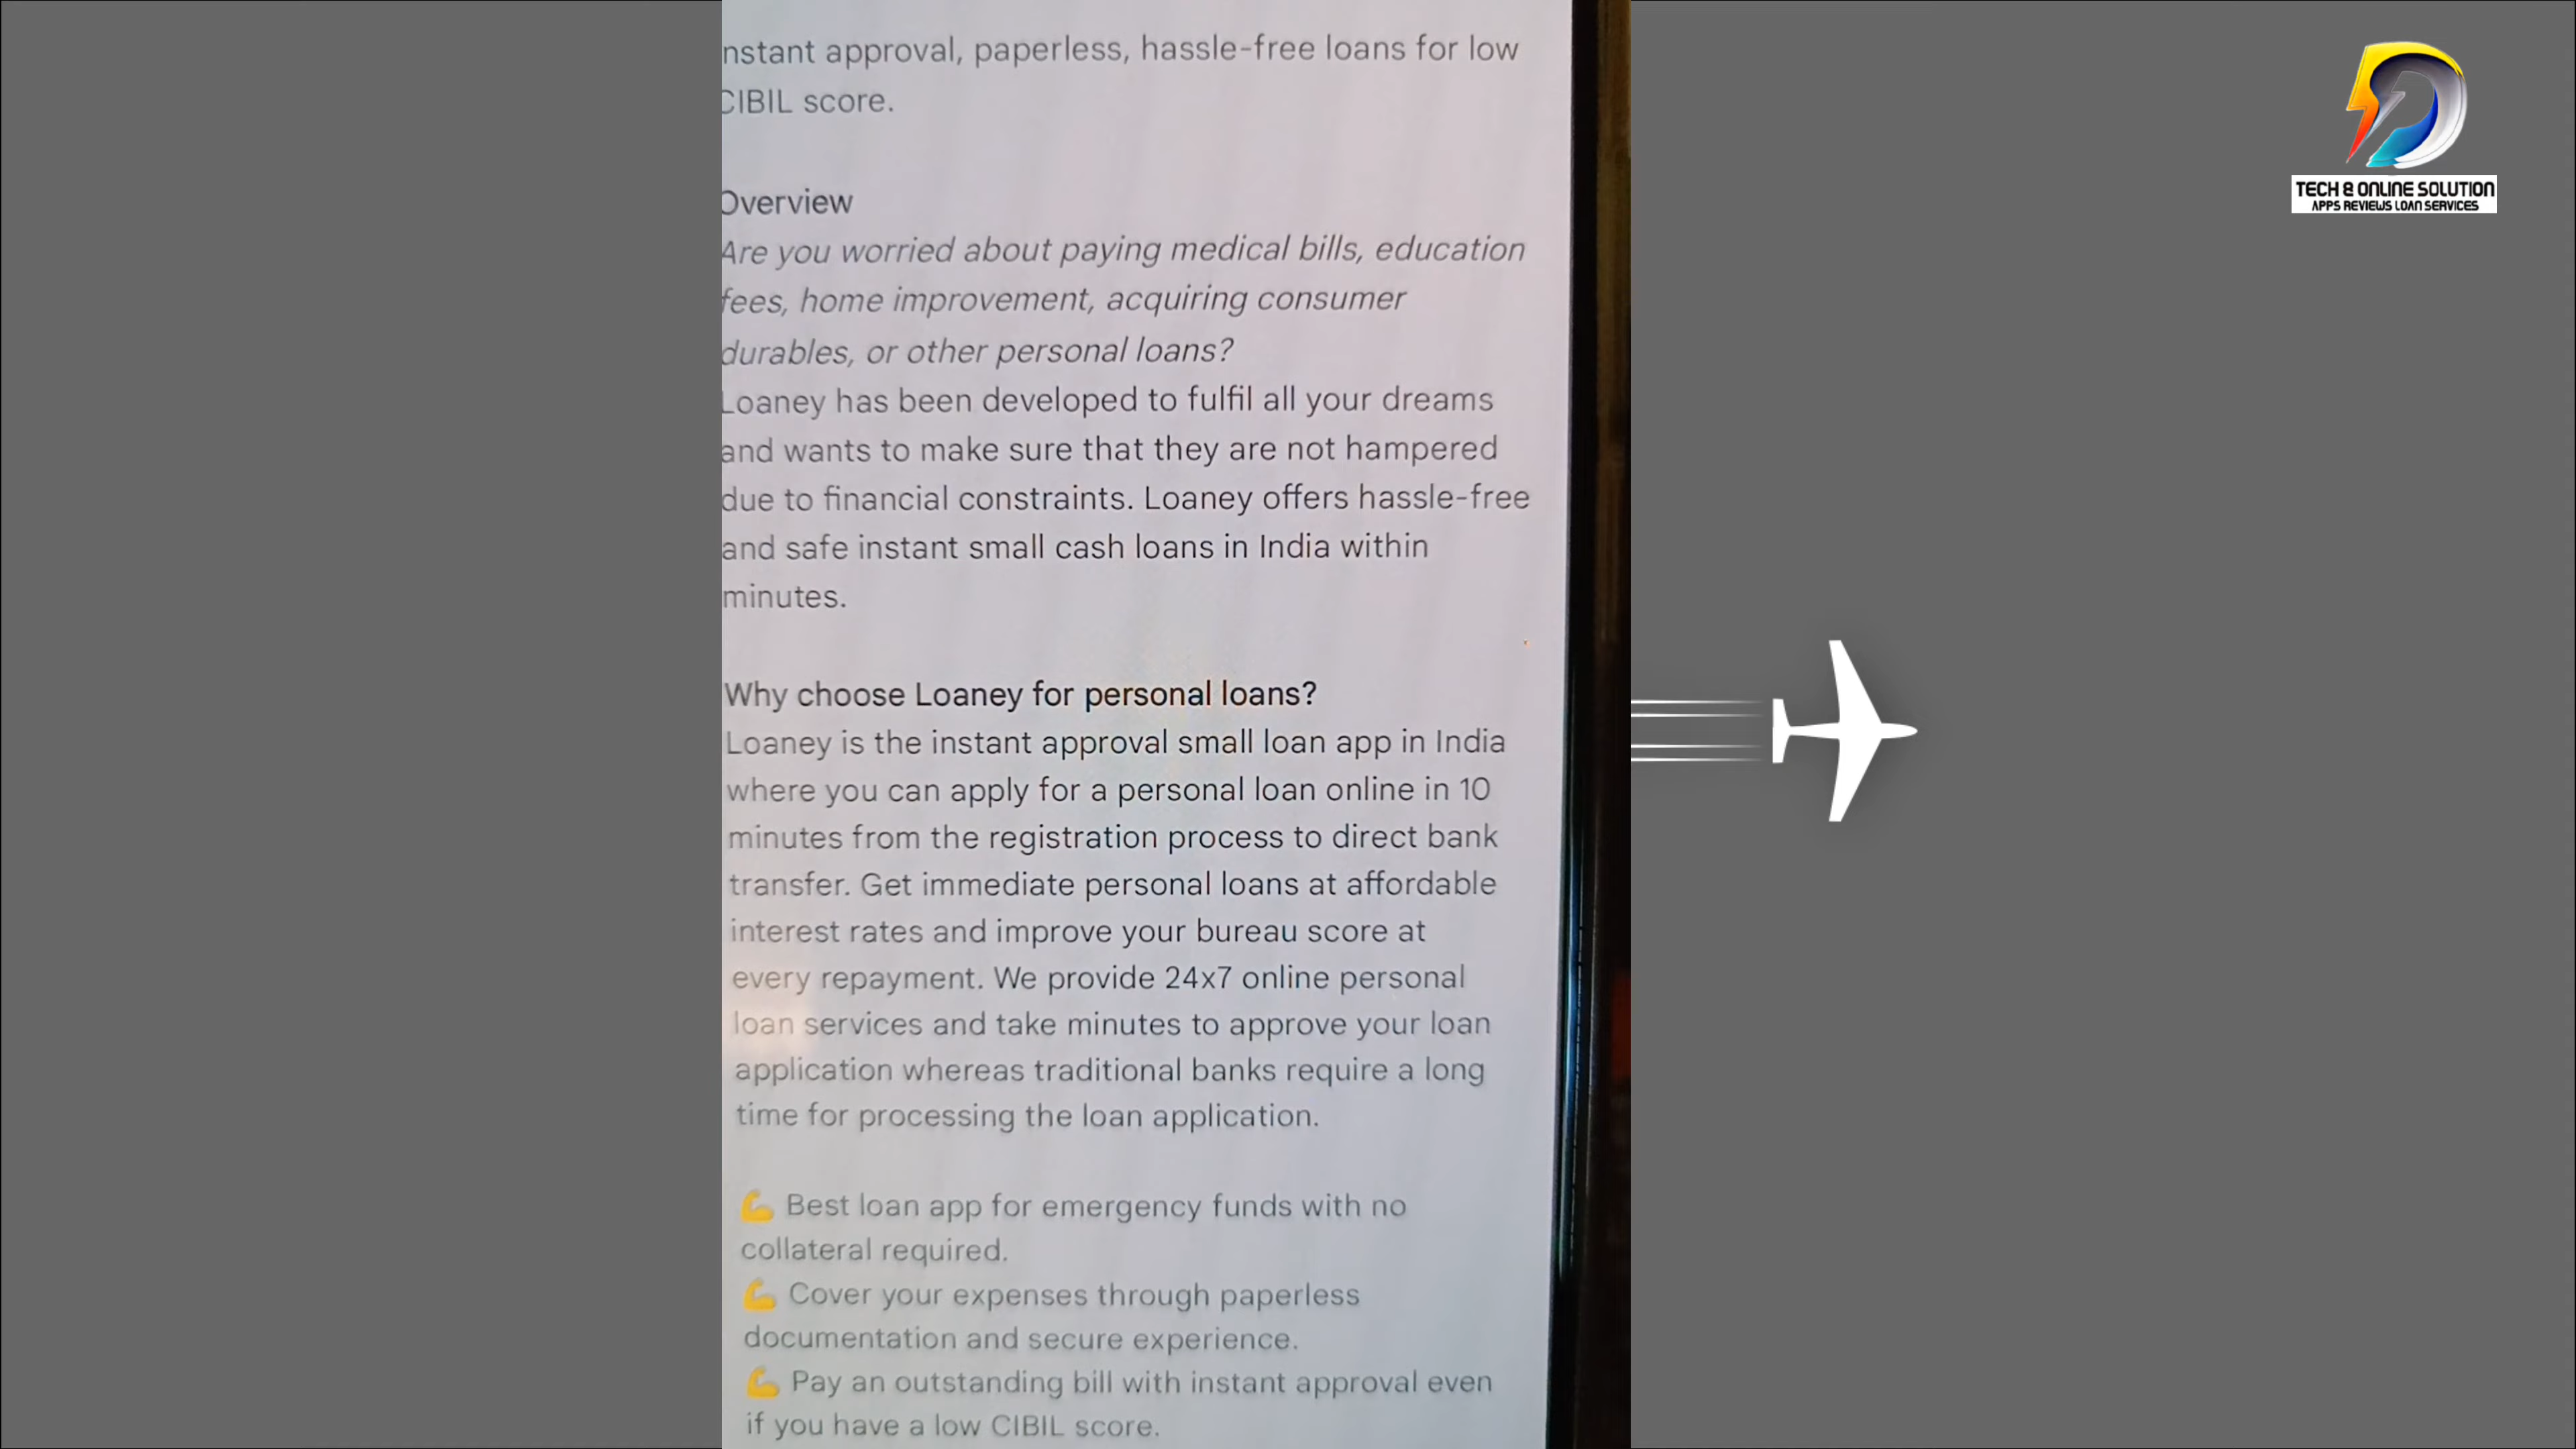 nstant approval, paperless, hassle-free loans for low
CIBIL score.
Overview
Are you worried about paying medical bills, education
fees, home improvement, acquiring consumer
durables, or other personal loans?
Loaney has been developed to fulfil all your dreams
and wants to make sure that they are not hampered
due to financial constraints. Loaney offers hassle-free
and safe instant small cash loans in India within
minutes.
Why choose Loaney for personal loans?
Loaney is the instant approval small loan app in India
where you can apply for a personal loan online in 10
minutes from the registration process to direct bank
transfer. Get immediate personal loans at affordable
interest rates and improve your bureau score at
every repayment. We provide 24x7 online personal
loan services and take minutes to approve your loan
application whereas traditional banks require a long
time for processing the loan application.
💪 Best loan app for emergency funds with no
collateral required.
💪 Cover your expenses through paperless
documentation and secure experience.
💪 Pay an outstanding bill with instant approval even
if you have a low CIBIL score.
TECH & ONLINE SOLUTION
APPS REVIEWS LOAN SERVICES